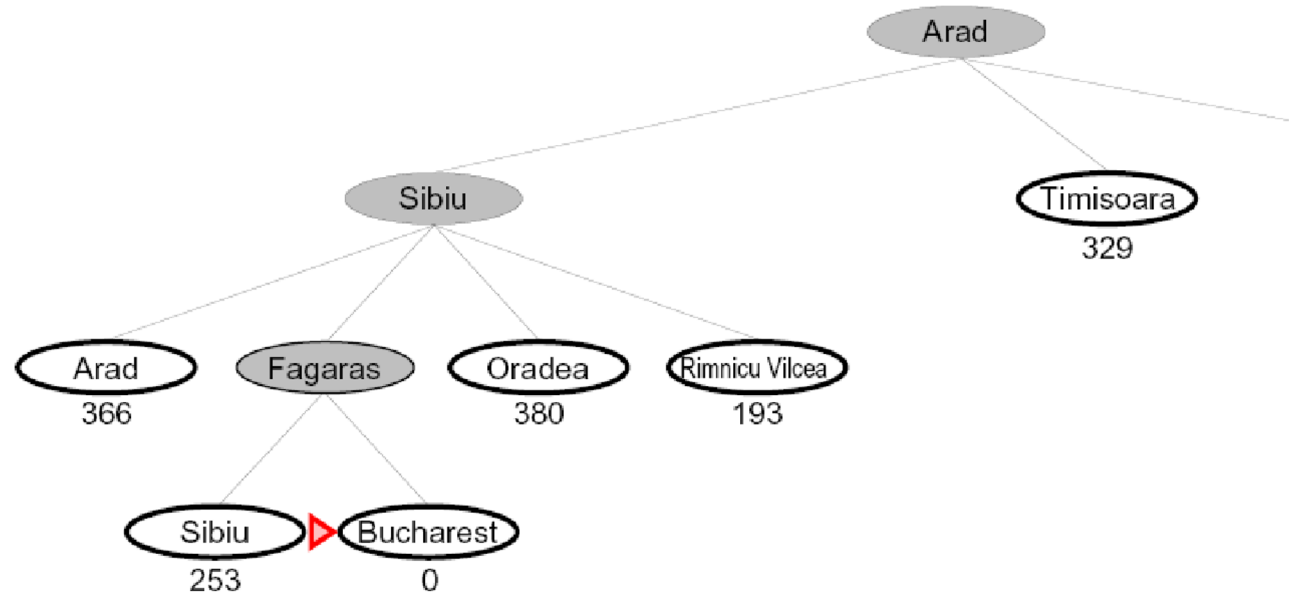 Arad
Sibiu
Timisoara
329
Arad
Fagaras
Oradea
Rimnicu Vilcea
366
380
193
Sibiu
Bucharest
253
0